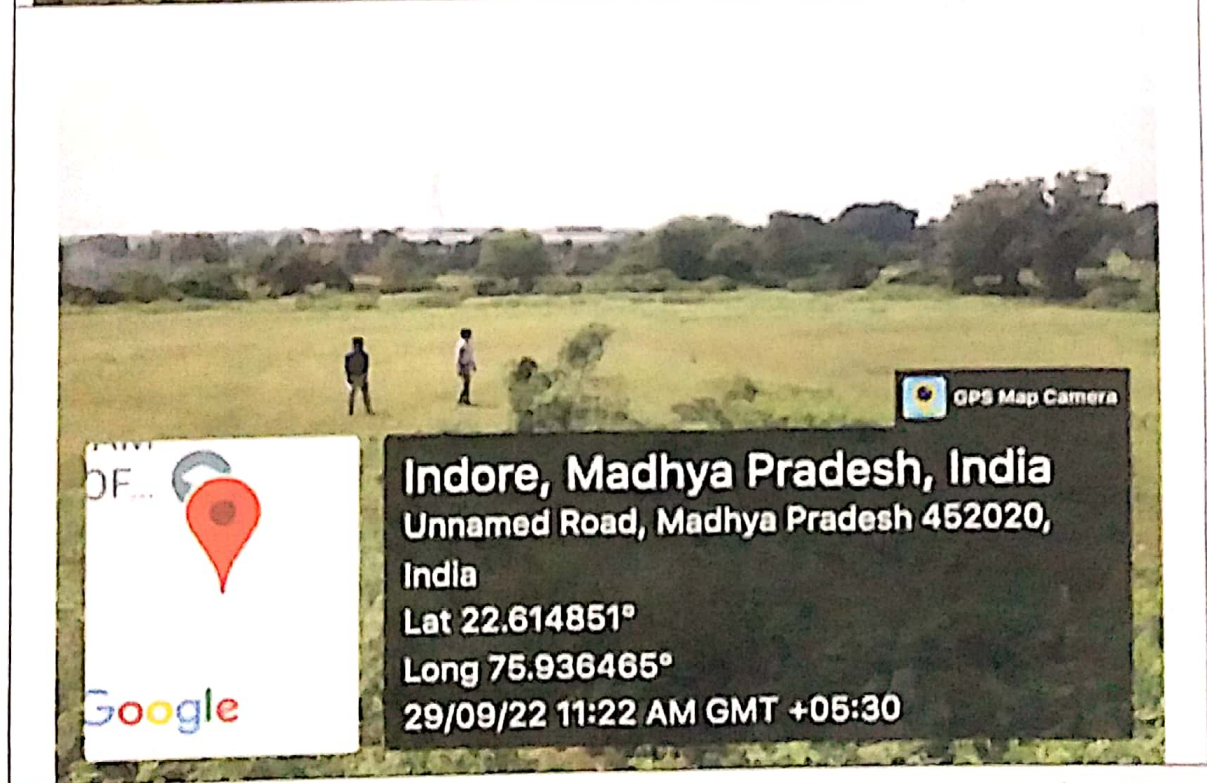 GPS Map Camera
OF...
Google
Indore, Madhya Pradesh, India
Unnamed Road, Madhya Pradesh 452020,
India
Lat 22.614851°
Long 75.936465°
29/09/22 11:22 AM GMT +05:30